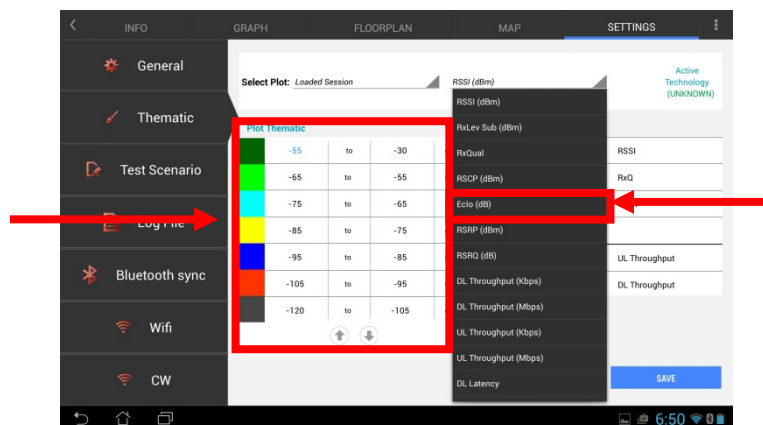 INFO GRAPH FLOORPLAN MAP SETTINGS
General
Thematic
Test Scenario
Log File
Bluetooth sync
Wifi
CW
Select Plot: Loaded Session RSSI (dBm)
Active
Technology
(UNKNOWN)
Plot Thematic
-55 to -30
-65 to -55
-75 to -65
-85 to -75
-95 to -85
-105 to -95
-120 to -105
RSSI (dBm)
RxLev Sub (dBm)
RxQual
RSCP (dBm)
EcIo (dB)
RSRP (dBm)
RSRQ (dB)
DL Throughput (Kbps)
DL Throughput (Mbps)
UL Throughput (Kbps)
UL Throughput (Mbps)
DL Latency
RSSI
RxQ
UL Throughput
DL Throughput
SAVE
6:50